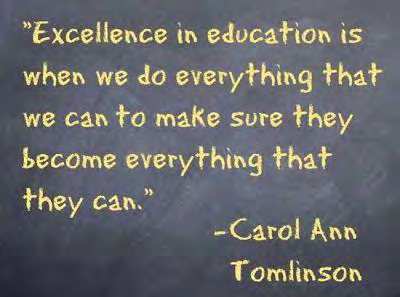 "Excellence in education is
when we do everything that
we can to make sure they
become everything that
they can."
-Carol Ann
Tomlinson